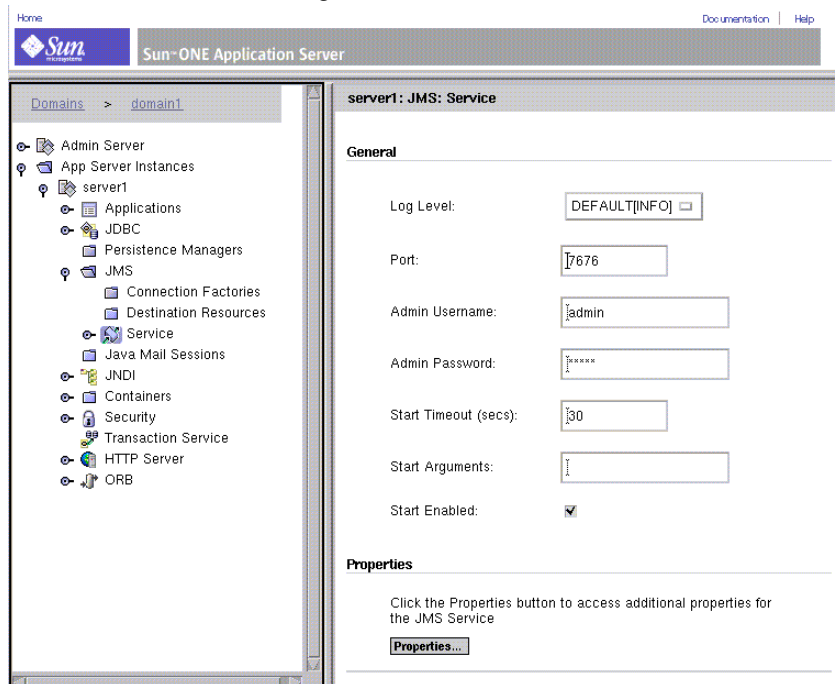 Home
Documentation | Help
Sun
microsystems
Sun™ ONE Application Server
Domains > domain1
Admin Server
App Server Instances
server1
Applications
JDBC
Persistence Managers
JMS
Connection Factories
Destination Resources
Service
Java Mail Sessions
JNDI
Containers
Security
Transaction Service
HTTP Server
ORB
server1: JMS: Service
General
Log Level: DEFAULT[INFO]
Port: 7676
Admin Username: admin
Admin Password: *****
Start Timeout (secs): 30
Start Arguments:
Start Enabled:
Properties
Click the Properties button to access additional properties for
the JMS Service
Properties...